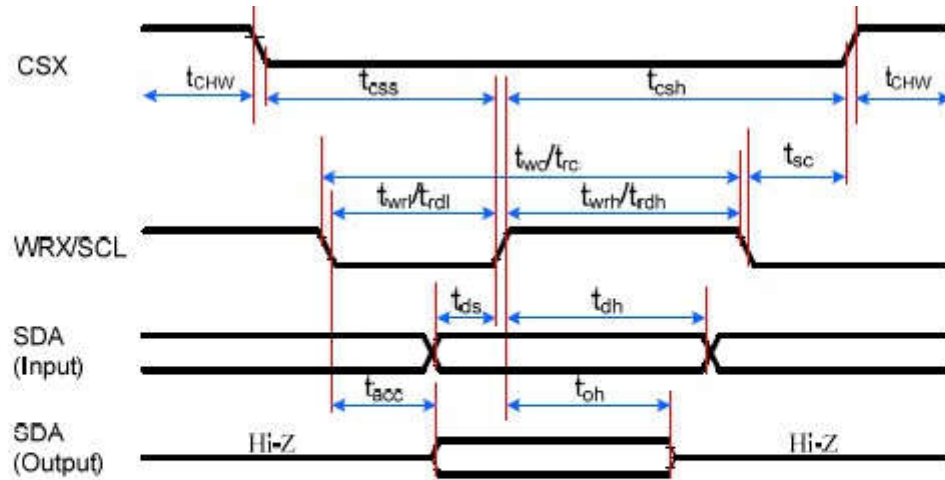 CSX
tCHW
tcss
tcsh
tCHW
twc/trc
tsc
twrl/trdl
twrh/trdh
WRX/SCL
tds
tdh
SDA
(Input)
tacc
toh
SDA
(Output)
Hi-Z
Hi-Z